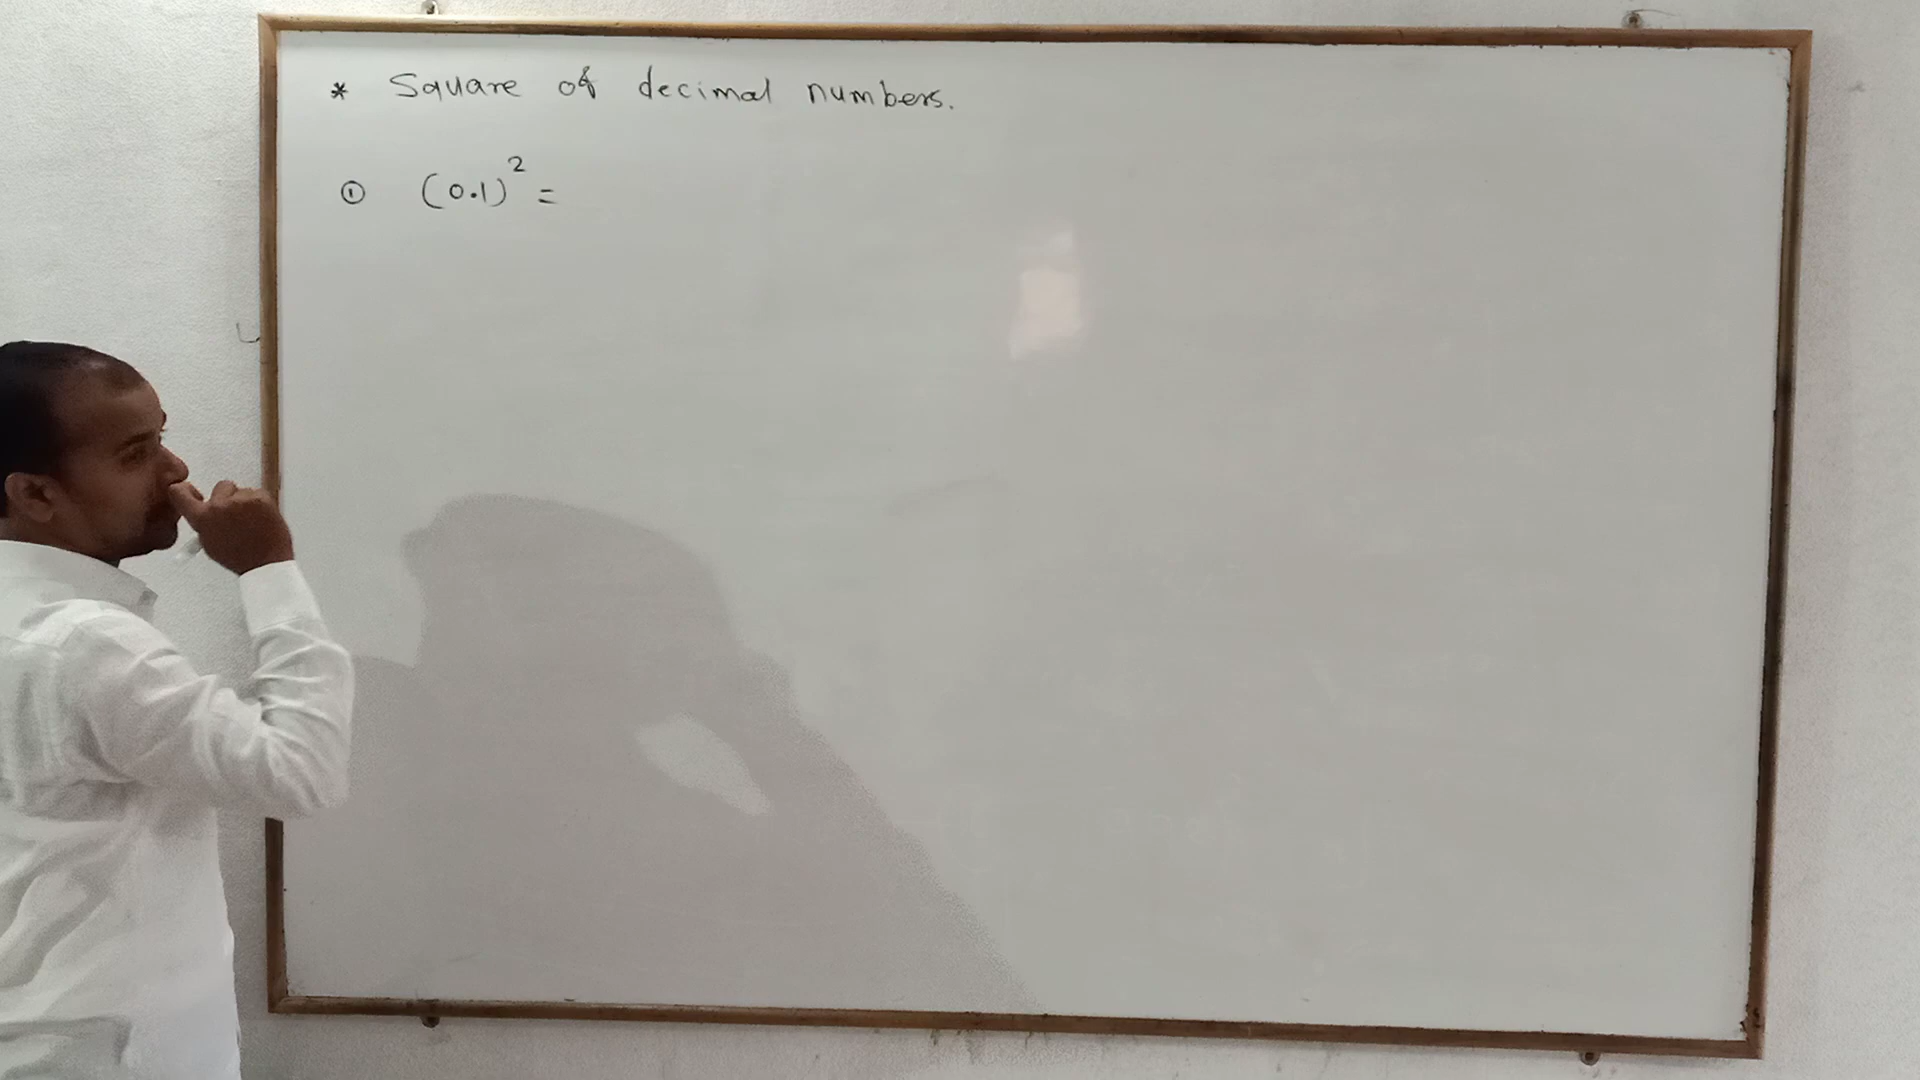 * Square of decimal numbers.
① (0.1)² =